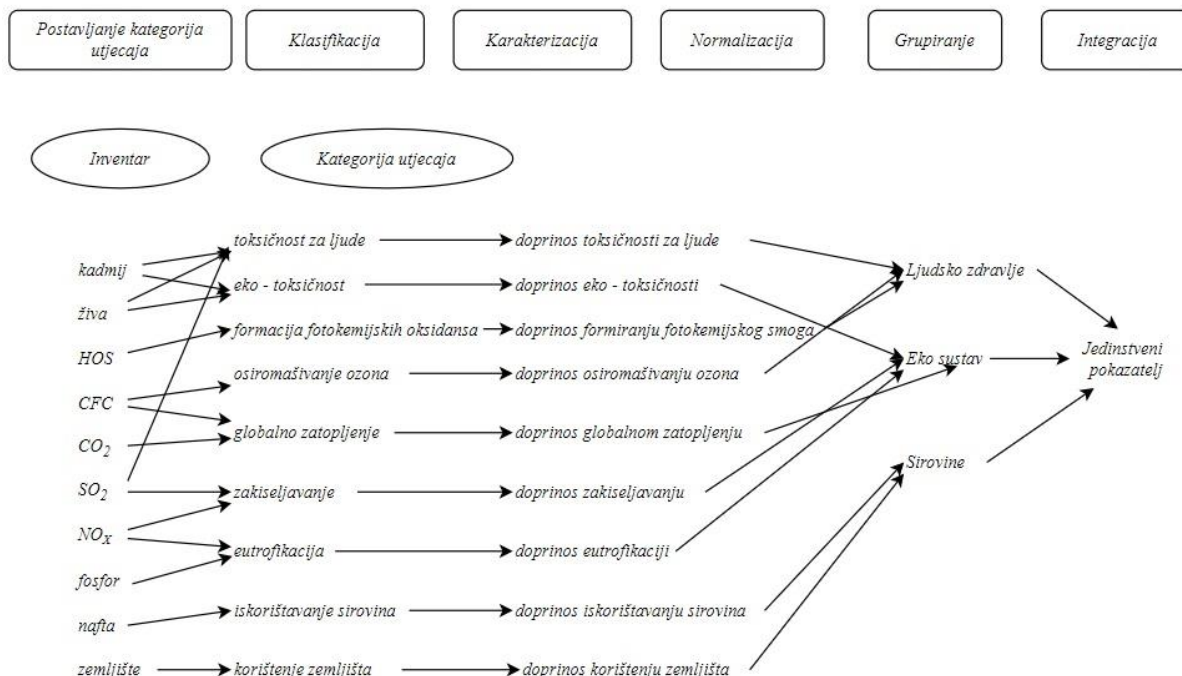 Postavljanje kategorija
utjecaja
Klasifikacija
Karakterizacija
Normalizacija
Grupiranje
Integracija
Inventar
Kategorija utjecaja
kadmij
živa
HOS
CFC
CO2
SO2
NOX
fosfor
nafta
zemljište
toksičnost za ljude
eko - toksičnost
formacija fotokemijskih oksidansa
osiromašivanje ozona
globalno zatopljenje
zakiseljavanje
eutrofikacija
iskorištavanje sirovina
korištenje zemljišta
doprinos toksičnosti za ljude
doprinos eko - toksičnosti
doprinos formiranju fotokemijskog smoga
doprinos osiromašivanju ozona
doprinos globalnom zatopljenju
doprinos zakiseljavanju
doprinos eutrofikaciji
doprinos iskorištavanju sirovina
doprinos korištenju zemljišta
Ljudsko zdravlje
Eko sustav
Sirovine
Jedinstveni
pokazatelj